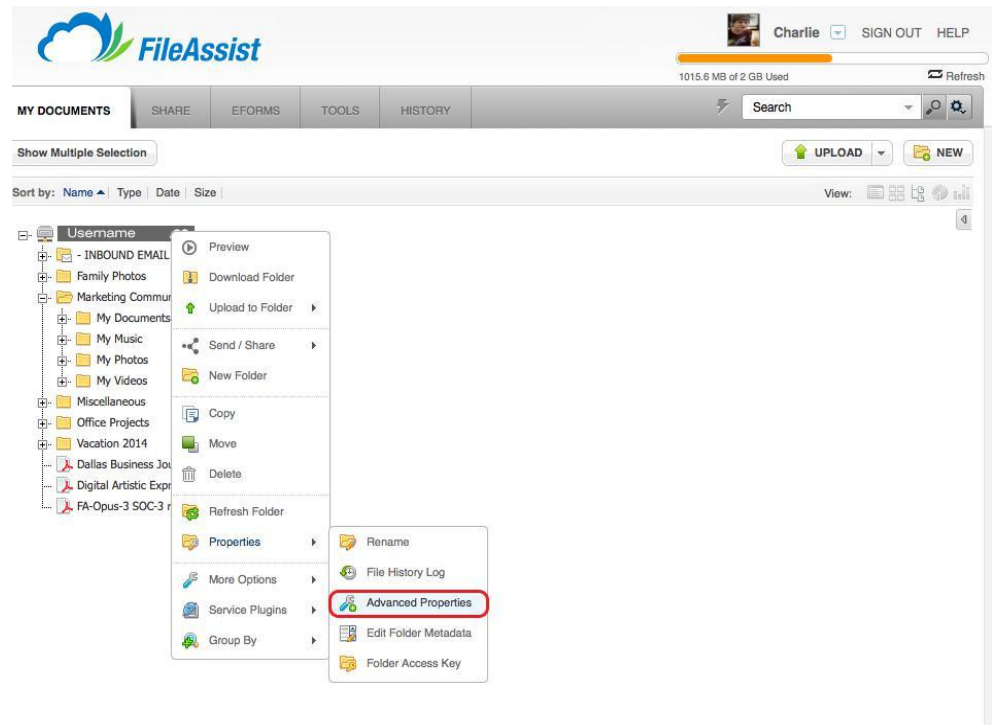 FileAssist
Charlie SIGN OUT HELP
1015.6 MB of 2 GB Used Refresh
MY DOCUMENTS SHARE EFORMS TOOLS HISTORY Search
Show Multiple Selection UPLOAD NEW
Sort by: Name Type Date Size View:
Username
- INBOUND EMAIL
Family Photos
Marketing Commun
My Documents
My Music
My Photos
My Videos
Miscellaneous
Office Projects
Vacation 2014
Dallas Business Jou
Digital Artistic Expr
FA-Opus-3 SOC-3 r
Preview
Download Folder
Upload to Folder
Send / Share
New Folder
Copy
Move
Delete
Refresh Folder
Properties
More Options
Service Plugins
Group By
Rename
File History Log
Advanced Properties
Edit Folder Metadata
Folder Access Key